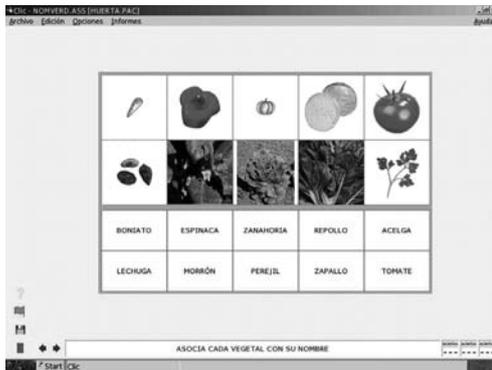 Clic - NOMVERD.ASS [HUERTA.PAC]
Archivo Edición Opciones Informes Ayuda
BONIATO ESPINACA ZANAHORIA REPOLLO ACELGA
LECHUGA MORRÓN PEREJIL ZAPALLO TOMATE
ASOCIA CADA VEGETAL CON SU NOMBRE
Start Clic